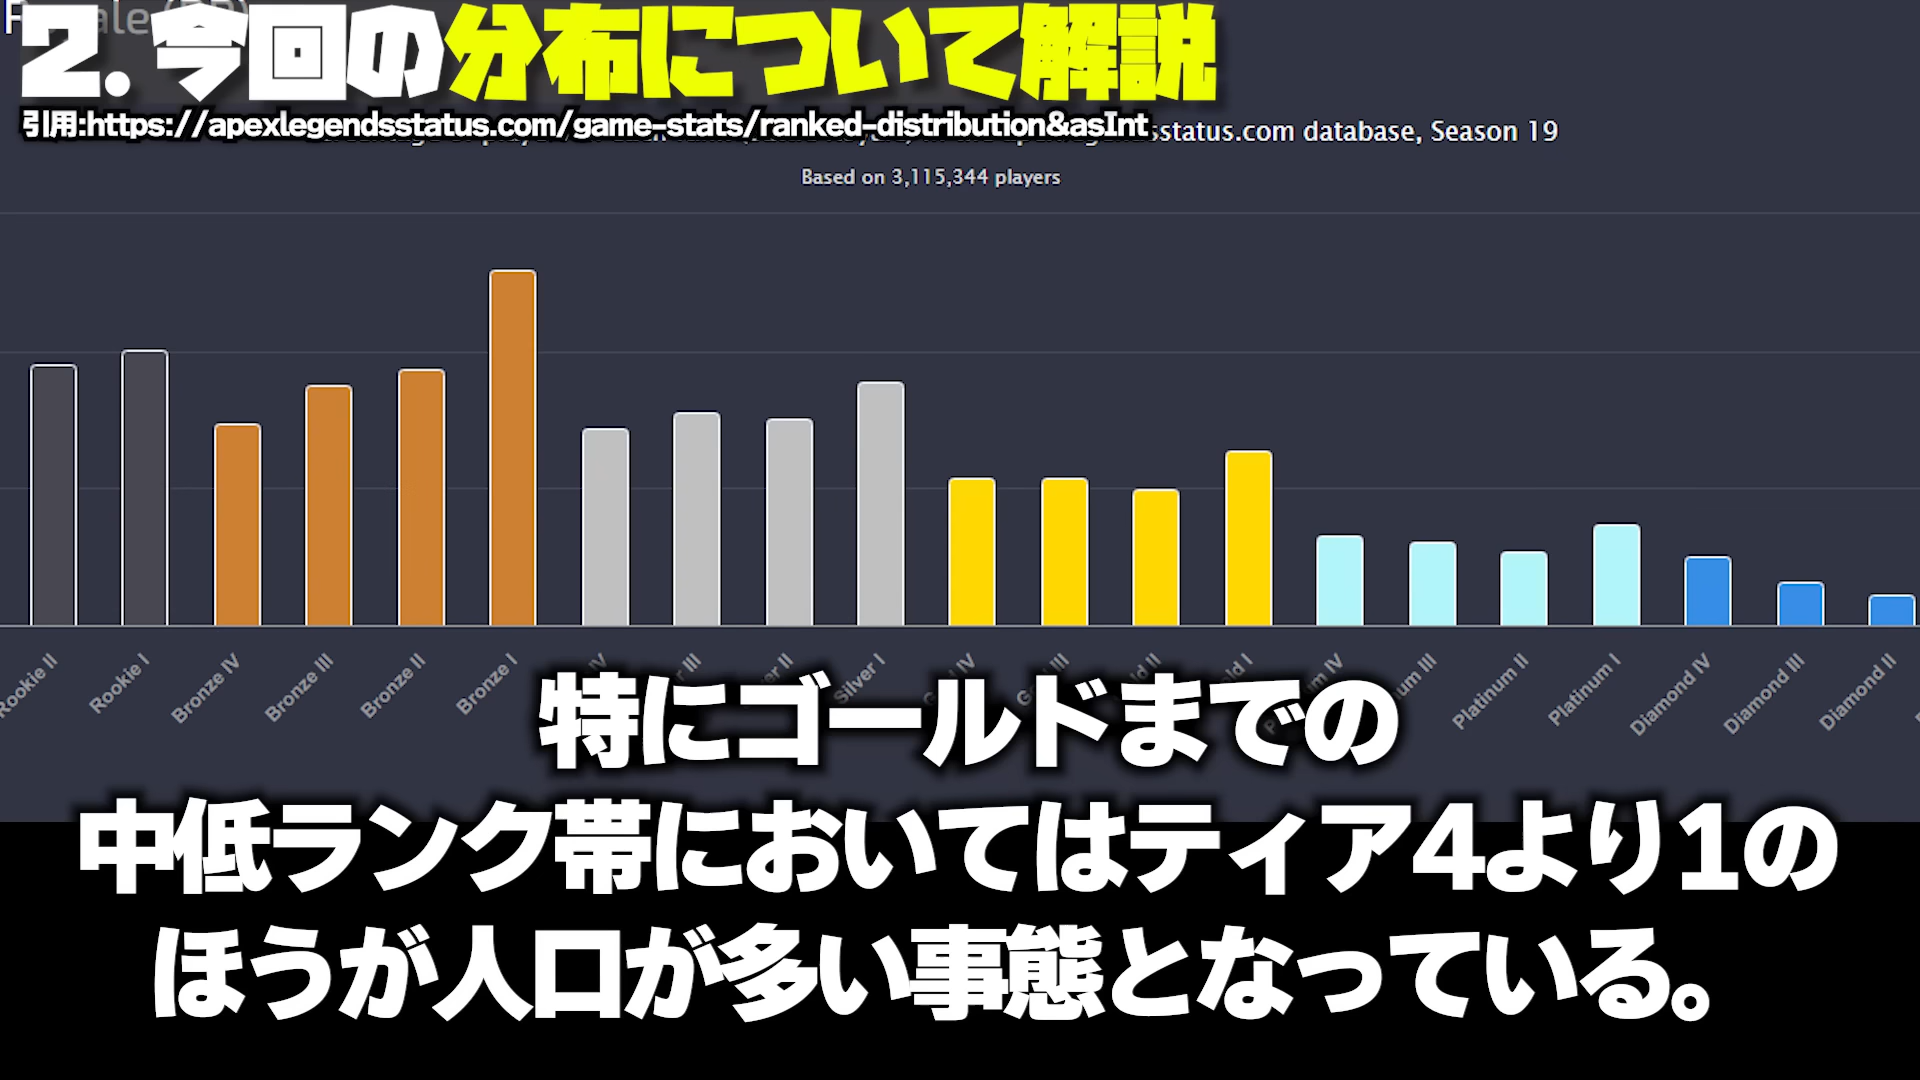 2. 今回の分布について解説
引用:https://apexlegendsstatus.com/game-stats/ranked-distribution&asInt
sstatus.com database, Season 19
Based on 3,115,344 players
Rookie II
Rookie I
Bronze IV
Bronze III
Bronze II
Bronze I
Silver I
Platinum II
Platinum I
Diamond IV
Diamond III
Diamond II
特にゴールドまでの
中低ランク帯においてはティア4より1の
ほうが人口が多い事態となっている。